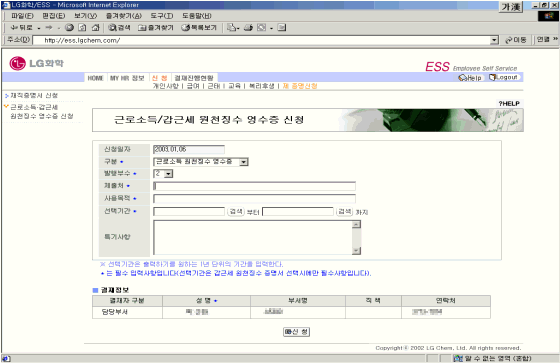 LG화학/ESS - Microsoft Internet Explorer
가漢
파일(F) 편집(E) 보기(V) 즐겨찾기(A) 도구(T) 도움말(H)
뒤로 검색 즐겨찾기 목록보기
주소(D) http://ess.lgchem.com/ 이동 연결 »
LG화학
ESS Employee Self Service
HOME MY HR 정보 신 청 결재진행현황 Help Logout
개인사항 | 급여 | 근태 | 교육 | 복리후생 | 제 증명신청
> 재직증명서 신청
근로소득·갑근세
원천징수 영수증 신청
?HELP
근로소득/갑근세 원천징수 영수증 신청
신청일자 2003.01.06
구분 근로소득 원천징수 영수증
발행부수 2
제출처
사용목적
선택기간 검색 부터 검색 까지
특기사항
※ 선택기간은 출력하기를 원하는 1년 단위의 기간을 입력한다.
는 필수 입력사항입니다(선택기간은 갑근세 원천징수 증명서 선택시에만 필수사항입니다).
결재정보
결재자 구분 성 명 부서명 직 책 연락처
담당부서
신 청
Copyright© 2002 LG Chem, Ltd. All rights reserved.
알 수 없는 영역 (혼합)